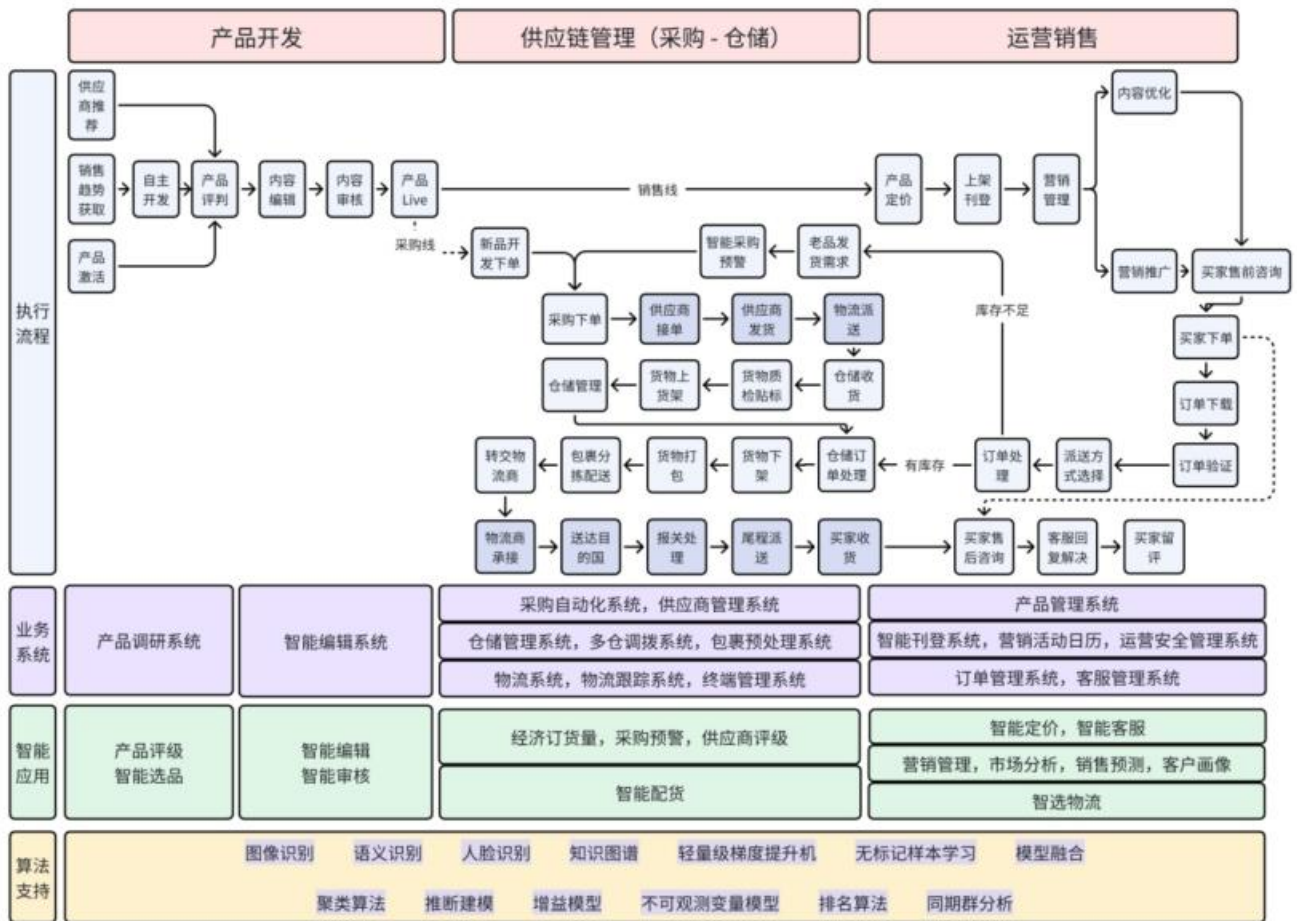 产品开发
供应链管理（采购 - 仓储）
运营销售
执行
流程
供应
商推
荐
销售
趋势
获取
自主
开发
产品
评判
内容
编辑
内容
审核
产品
Live
产品
激活
销售线
采购线
产品
定价
上架
刊登
营销
管理
内容优化
营销推广
买家售前咨询
新品开
发下单
智能采购
预警
老品发
货需求
库存不足
采购下单
供应商
接单
供应商
发货
物流派
送
买家下单
仓储管理
货物上
货架
货物质
检贴标
仓储收
货
订单下载
转交物
流商
包裹分
拣配送
货物打
包
货物下
架
仓储订
单处理
有库存
订单处
理
派送方
式选择
订单验证
物流商
承接
送达目
的国
报关处
理
尾程派
送
买家收
货
买家售
后咨询
客服回
复解决
买家留
评
业务
系统
产品调研系统
智能编辑系统
采购自动化系统，供应商管理系统
仓储管理系统，多仓调拨系统，包裹预处理系统
物流系统，物流跟踪系统，终端管理系统
产品管理系统
智能刊登系统，营销活动日历，运营安全管理系统
订单管理系统，客服管理系统
智能
应用
产品评级
智能选品
智能编辑
智能审核
经济订货量，采购预警，供应商评级
智能配货
智能定价，智能客服
营销管理，市场分析，销售预测，客户画像
智选物流
算法
支持
图像识别 语义识别 人脸识别 知识图谱 轻量级梯度提升机 无标记样本学习 模型融合
聚类算法 推断建模 增益模型 不可观测变量模型 排名算法 同期群分析